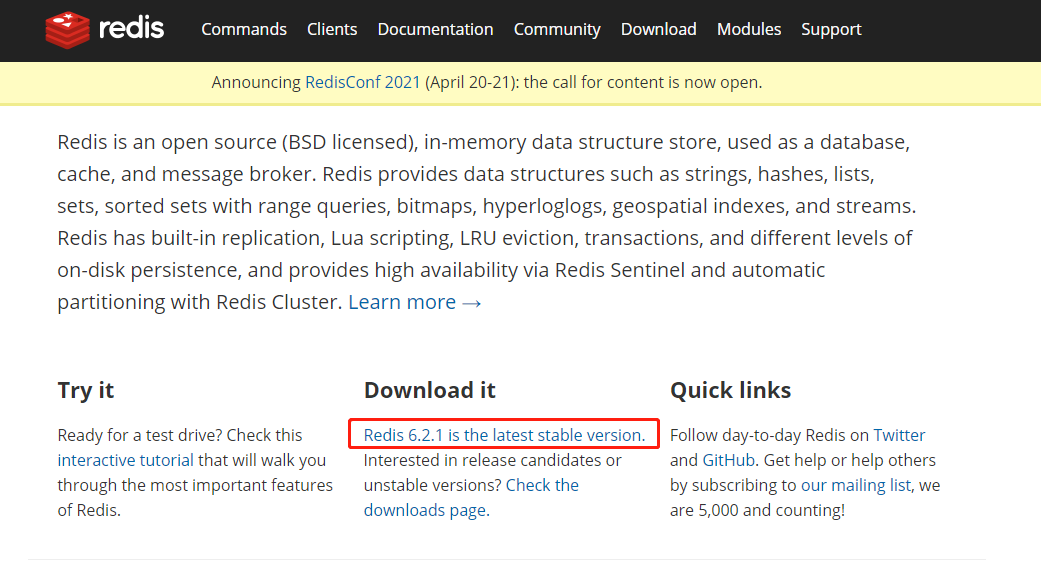 redis Commands Clients Documentation Community Download Modules Support
Announcing RedisConf 2021 (April 20-21): the call for content is now open.
Redis is an open source (BSD licensed), in-memory data structure store, used as a database,
cache, and message broker. Redis provides data structures such as strings, hashes, lists,
sets, sorted sets with range queries, bitmaps, hyperloglogs, geospatial indexes, and streams.
Redis has built-in replication, Lua scripting, LRU eviction, transactions, and different levels of
on-disk persistence, and provides high availability via Redis Sentinel and automatic
partitioning with Redis Cluster. Learn more →
Try it
Ready for a test drive? Check this
interactive tutorial that will walk you
through the most important features
of Redis.
Download it
Redis 6.2.1 is the latest stable version.
Interested in release candidates or
unstable versions? Check the
downloads page.
Quick links
Follow day-to-day Redis on Twitter
and GitHub. Get help or help others
by subscribing to our mailing list, we
are 5,000 and counting!